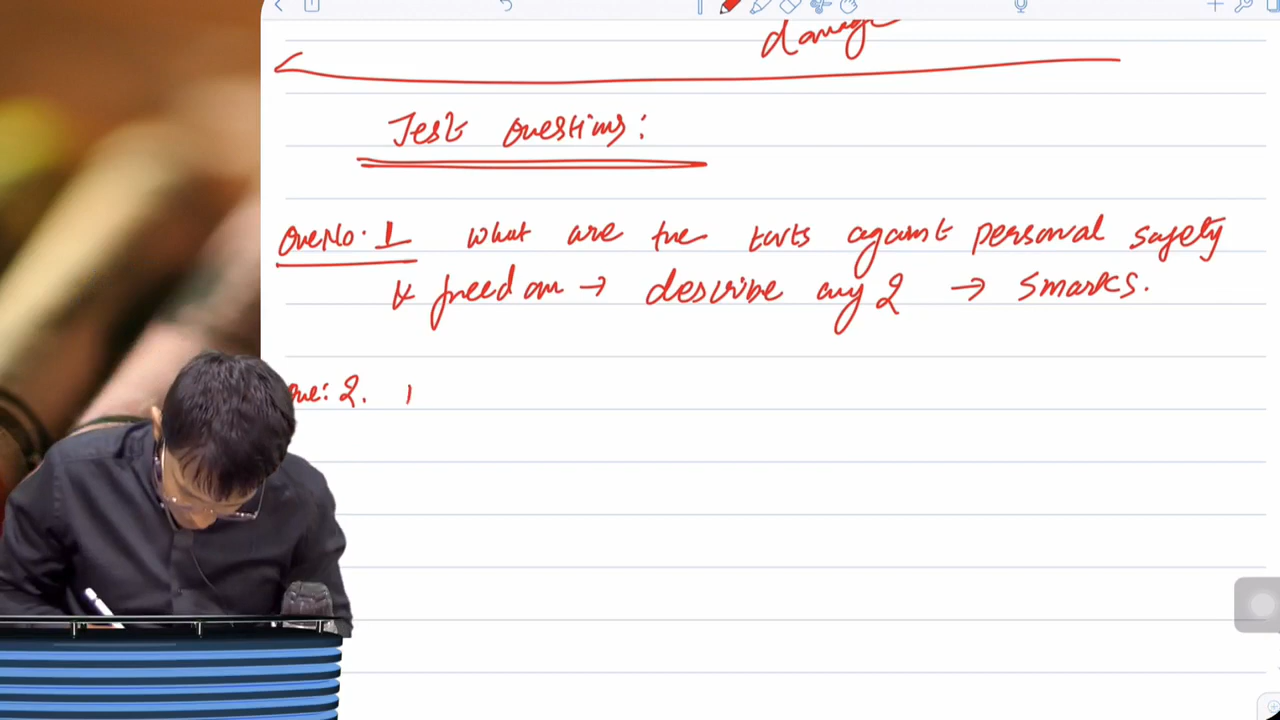 damage
Test Questions:
Que No. 1 What are the torts against personal safety
& freedom → describe any 2 → 5 marks.
Que: 2.